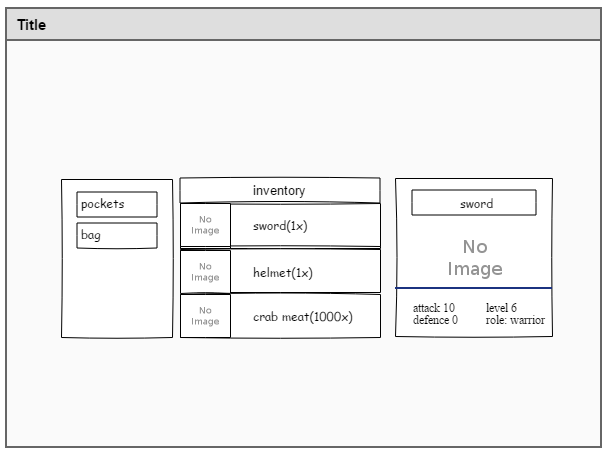 Title
pockets
bag
inventory
No
Image
sword(1x)
No
Image
helmet(1x)
No
Image
crab meat(1000x)
sword
No
Image
attack 10
defence 0
level 6
role: warrior